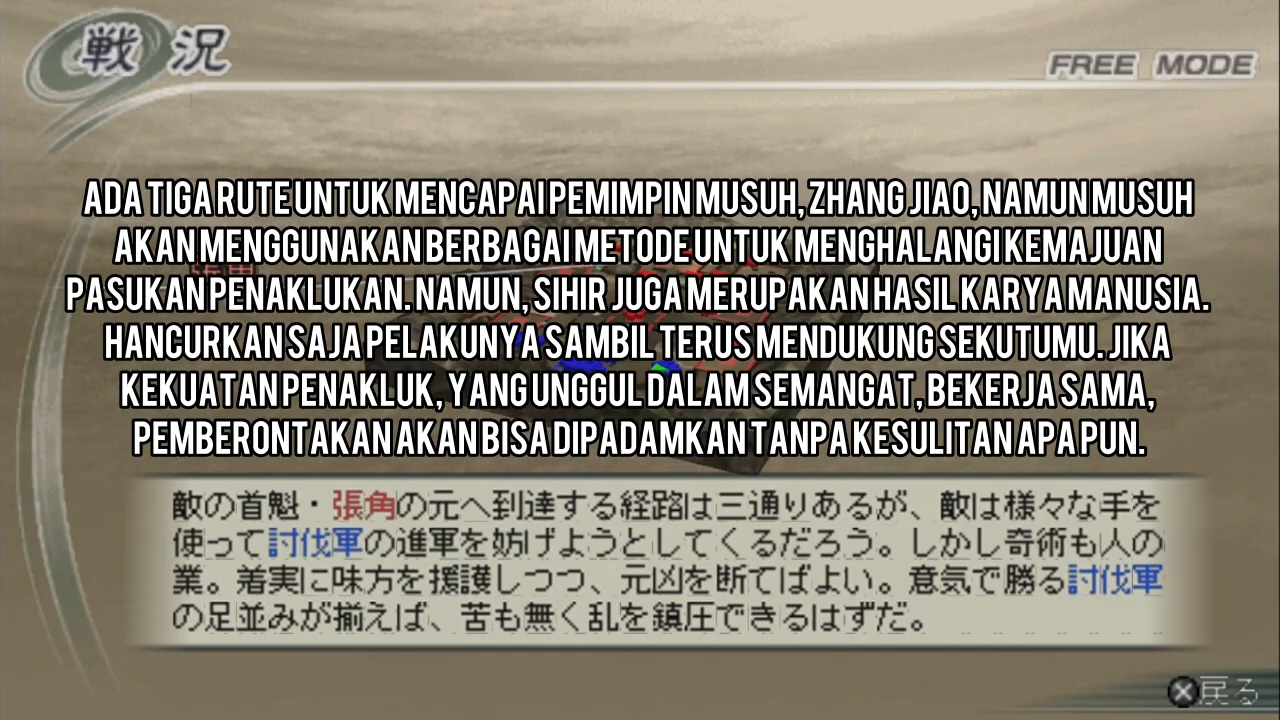 戦況
FREE MODE
ADA TIGA RUTE UNTUK MENCAPAI PEMIMPIN MUSUH, ZHANG JIAO, NAMUN MUSUH
AKAN MENGGUNAKAN BERBAGAI METODE UNTUK MENGHALANGI KEMAJUAN
PASUKAN PENAKLUKAN. NAMUN, SIHIR JUGA MERUPAKAN HASIL KARYA MANUSIA.
HANCURKAN SAJA PELAKUNYA SAMBIL TERUS MENDUKUNG SEKUTUMU. JIKA
KEKUATAN PENAKLUK, YANG UNGGUL DALAM SEMANGAT, BEKERJA SAMA,
PEMBERONTAKAN AKAN BISA DIPADAMKAN TANPA KESULITAN APA PUN.
敵の首魁・張角の元へ到達する経路は三通りあるが、敵は様々な手を
使って討伐軍の進軍を妨げようとしてくるだろう。しかし奇術も人の
業。着実に味方を援護しつつ、元凶を断てばよい。意気で勝る討伐軍
の足並みが揃えば、苦も無く乱を鎮圧できるはずだ。
戻る